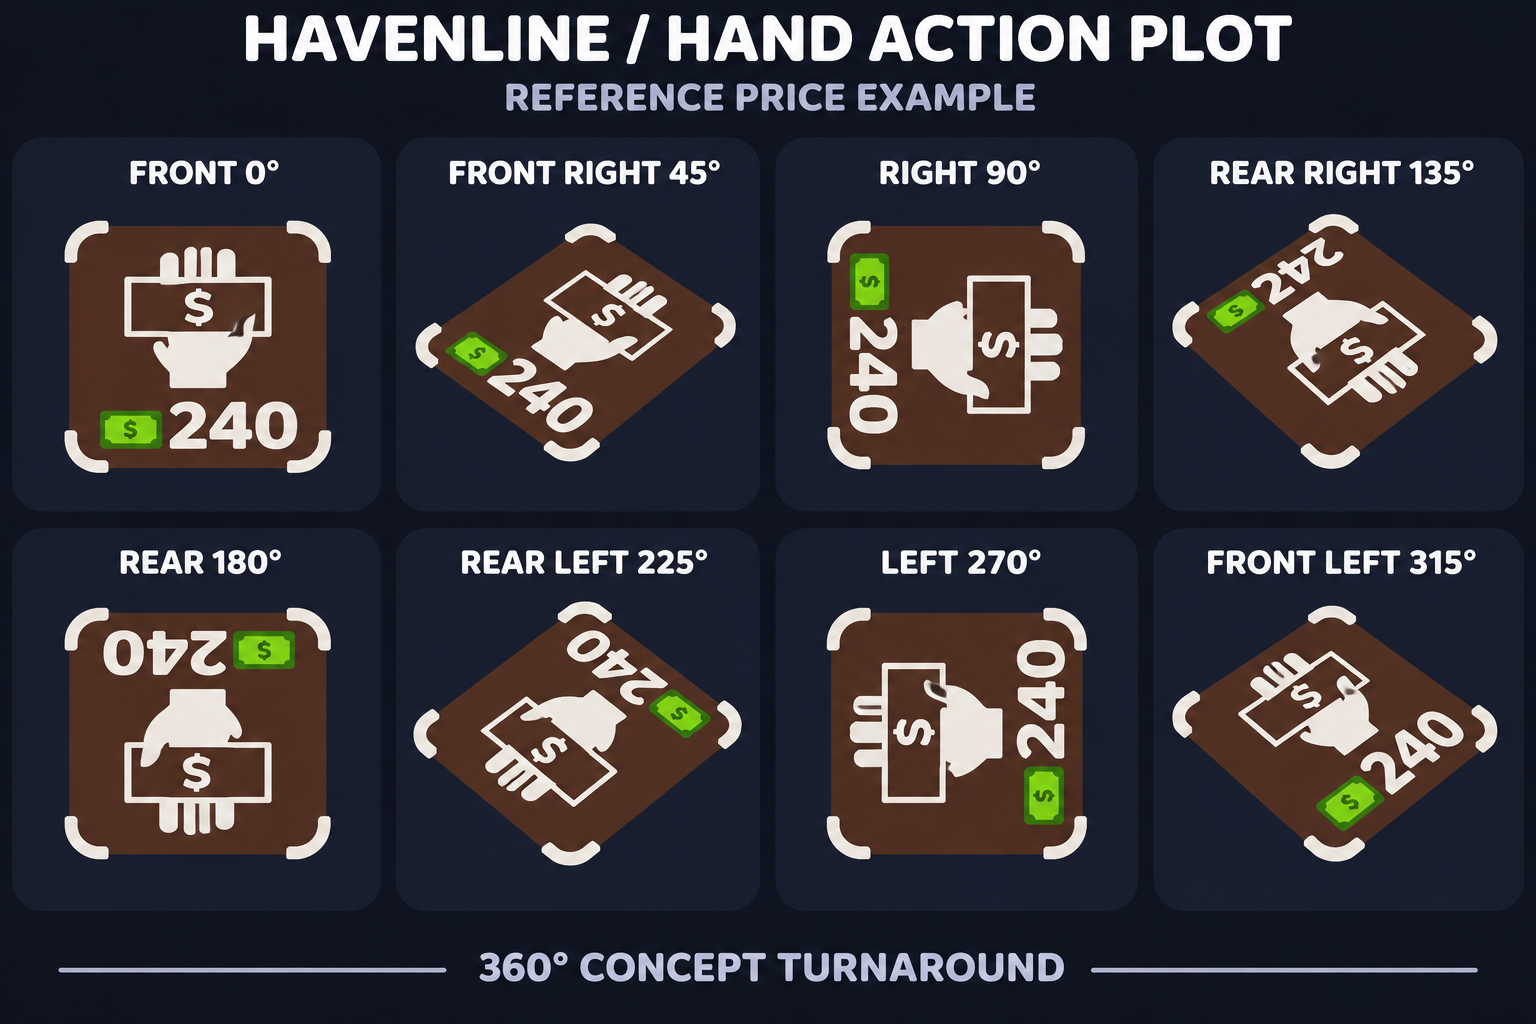 HAVENLINE / HAND ACTION PLOT
REFERENCE PRICE EXAMPLE
FRONT 0°
$
$ 240
FRONT RIGHT 45°
$
$ 240
RIGHT 90°
$ 240
$
REAR RIGHT 135°
$ 240
$
REAR 180°
$ 240
$
REAR LEFT 225°
$ 240
$
LEFT 270°
$
$ 240
FRONT LEFT 315°
$
$ 240
360° CONCEPT TURNAROUND